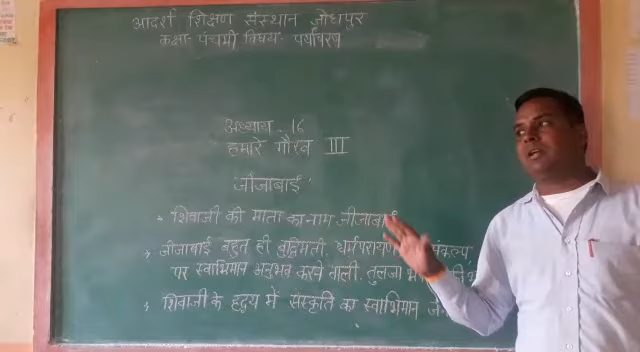 आदर्श शिक्षण संस्थान जोधपुर
कक्षा- पंचमी विषय- पर्यावरण
अध्याय - 16
हमारे गौरव III
जीजाबाई
शिवाजी की माता का नाम जीजाबाई
जीजाबाई बहुत ही बुद्धिमती, धर्मपरायण
पर स्वाभिमान अनुभव करने वाली, तुलजा
शिवाजी के हृदय में संस्कृति का स्वाभिमान